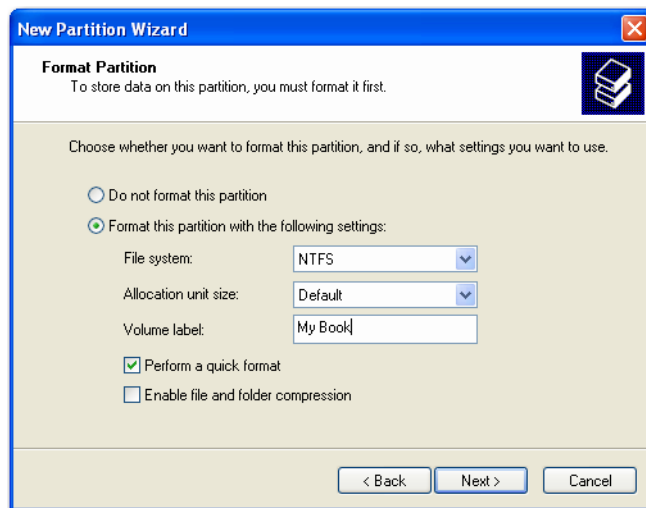 New Partition Wizard
Format Partition
To store data on this partition, you must format it first.
Choose whether you want to format this partition, and if so, what settings you want to use.
Do not format this partition
Format this partition with the following settings:
File system: NTFS
Allocation unit size: Default
Volume label: My Book
Perform a quick format
Enable file and folder compression
< Back Next > Cancel